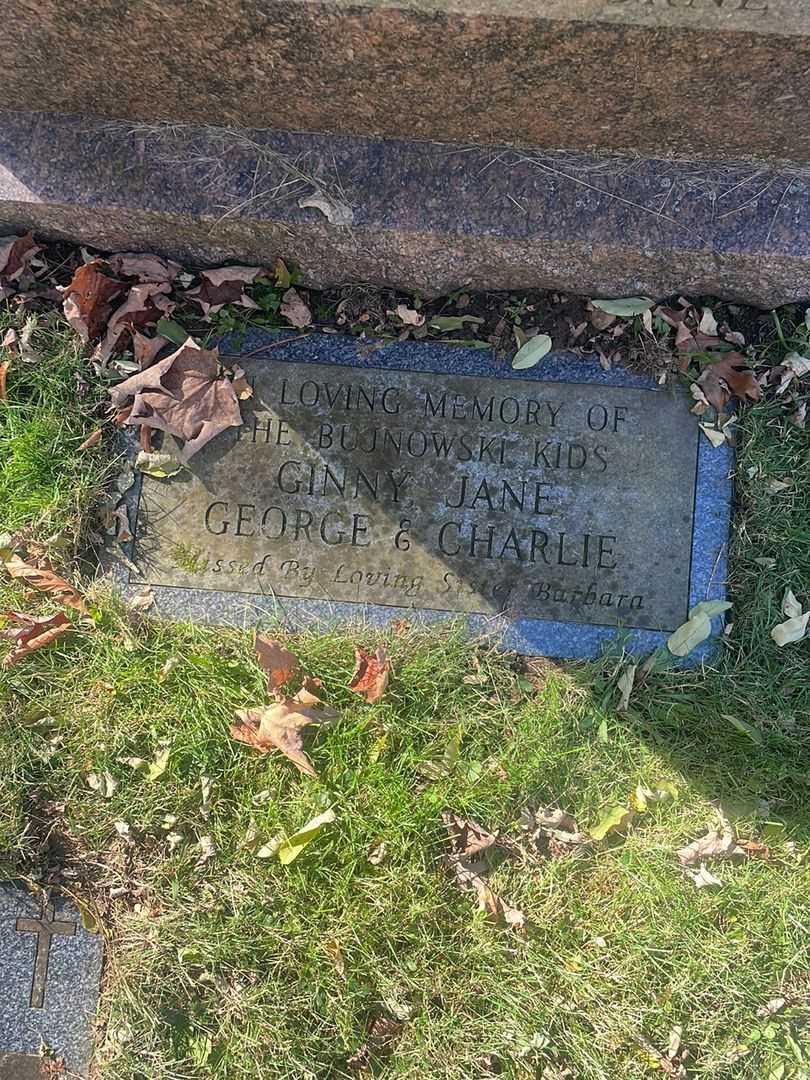 LOVING MEMORY OF
THE BUJNOWSKI KIDS
GINNY, JANE,
GEORGE & CHARLIE
Missed By Loving Sister Barbara